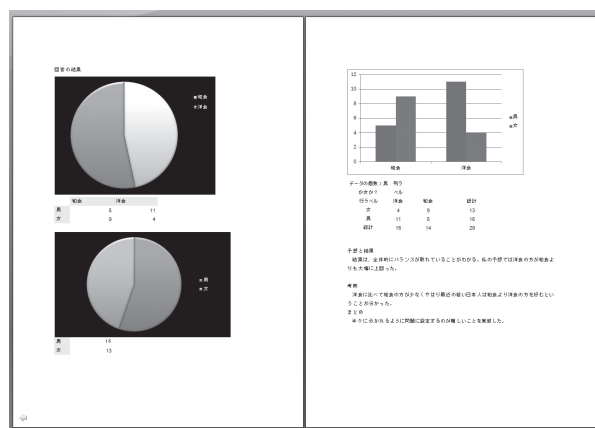 回答の結果
■和食
■洋食
和食 洋食
男 5 11
女 9 4
■男
■女
男 16
女 13
12
10
8
6
4
2
0
和食 洋食
■男
■女
データの個数 / 男 列ラ
か女か？ ベル
行ラベル 洋食 和食 総計
女 4 9 13
男 11 5 16
総計 15 14 29
予想と結果
結果は、全体的にバランスが取れていることがわかる。私の予想では洋食の方が和食よ
りも大幅に上回った。
考察
洋食に比べて和食の方が少なくやはり最近の若い日本人は和食より洋食の方を好むとい
うことが分かった。
まとめ
半々に分かれるように問題に設定するのが難しいことを実感した。